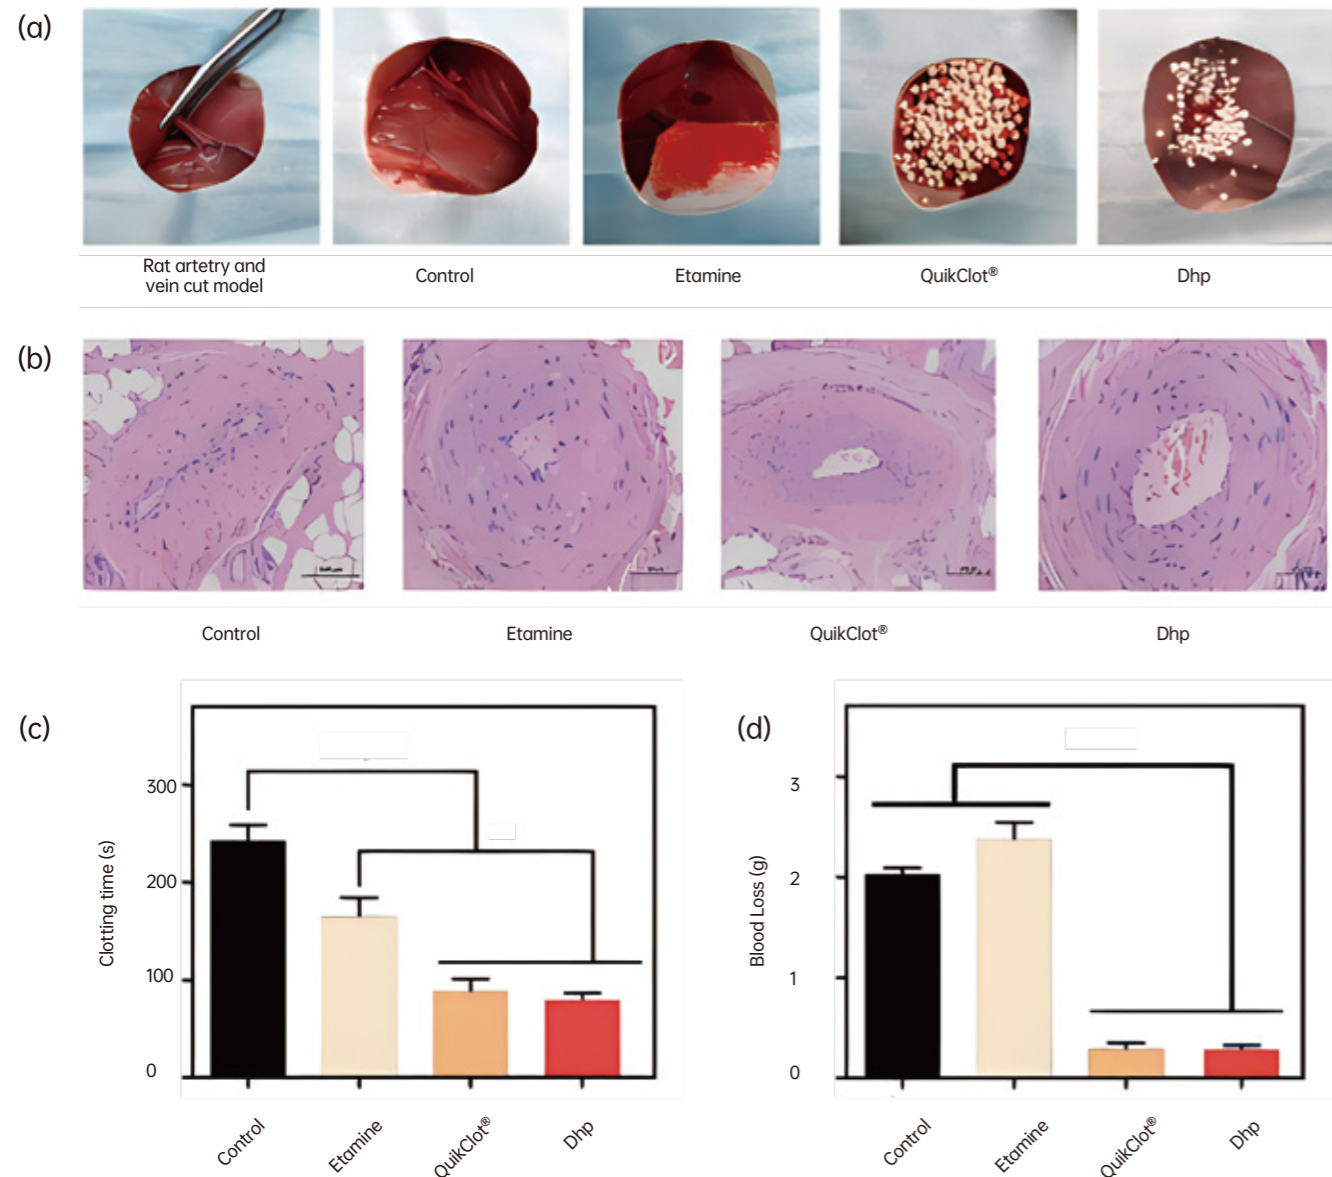 (a)
Rat artetry and
vein cut model
Control
Etamine
QuikClot®
Dhp
(b)
Control
Etamine
QuikClot®
Dhp
(c)
Clotting time (s)
300
200
100
0
Control
Etamine
QuikClot®
Dhp
(d)
Blood Loss (g)
3
2
1
0
Control
Etamine
QuikClot®
Dhp